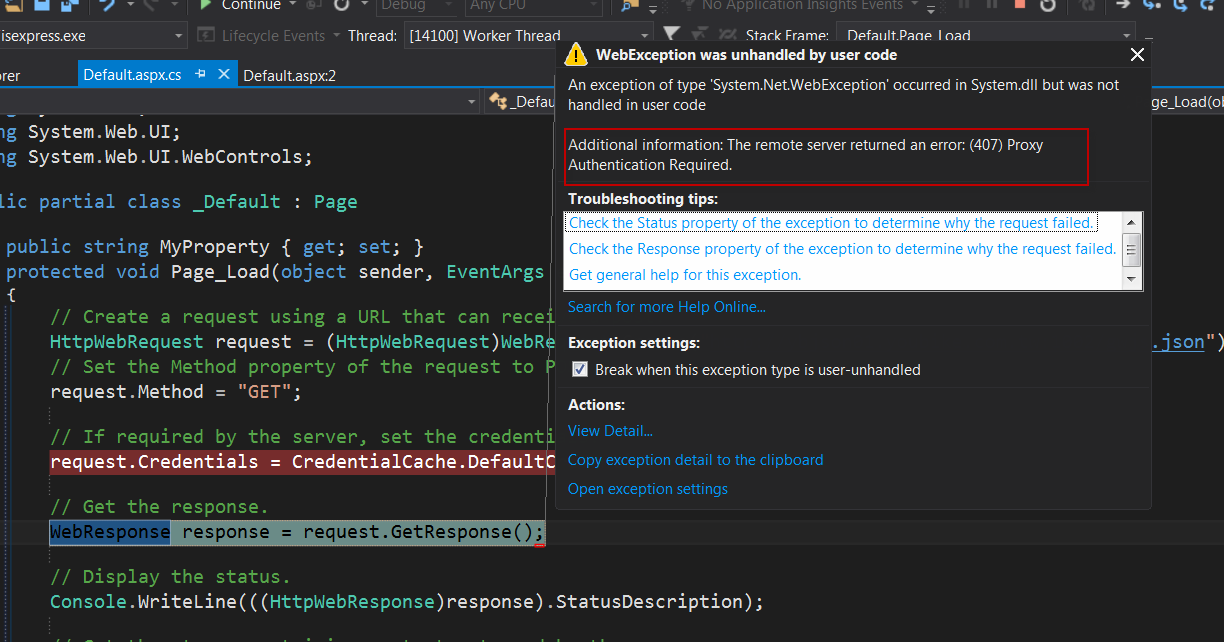 Continue Debug Any CPU No Application Insights Events
isexpress.exe Lifecycle Events Thread: [14100] Worker Thread Stack Frame: Default.Page_Load
Default.aspx.cs Default.aspx:2
WebException was unhandled by user code
An exception of type 'System.Net.WebException' occurred in System.dll but was not
handled in user code
Additional information: The remote server returned an error: (407) Proxy
Authentication Required.
Troubleshooting tips:
Check the Status property of the exception to determine why the request failed.
Check the Response property of the exception to determine why the request failed.
Get general help for this exception.
Search for more Help Online...
Exception settings:
Break when this exception type is user-unhandled
Actions:
View Detail...
Copy exception detail to the clipboard
Open exception settings
_Defau
ge_Load(ob
ng System.Web.UI;
ng System.Web.UI.WebControls;
lic partial class _Default : Page
public string MyProperty { get; set; }
protected void Page_Load(object sender, EventArgs
{
// Create a request using a URL that can recei
HttpWebRequest request = (HttpWebRequest)WebRe .json")
// Set the Method property of the request to P
request.Method = "GET";
// If required by the server, set the credenti
request.Credentials = CredentialCache.DefaultC
// Get the response.
WebResponse response = request.GetResponse();
// Display the status.
Console.WriteLine(((HttpWebResponse)response).StatusDescription);